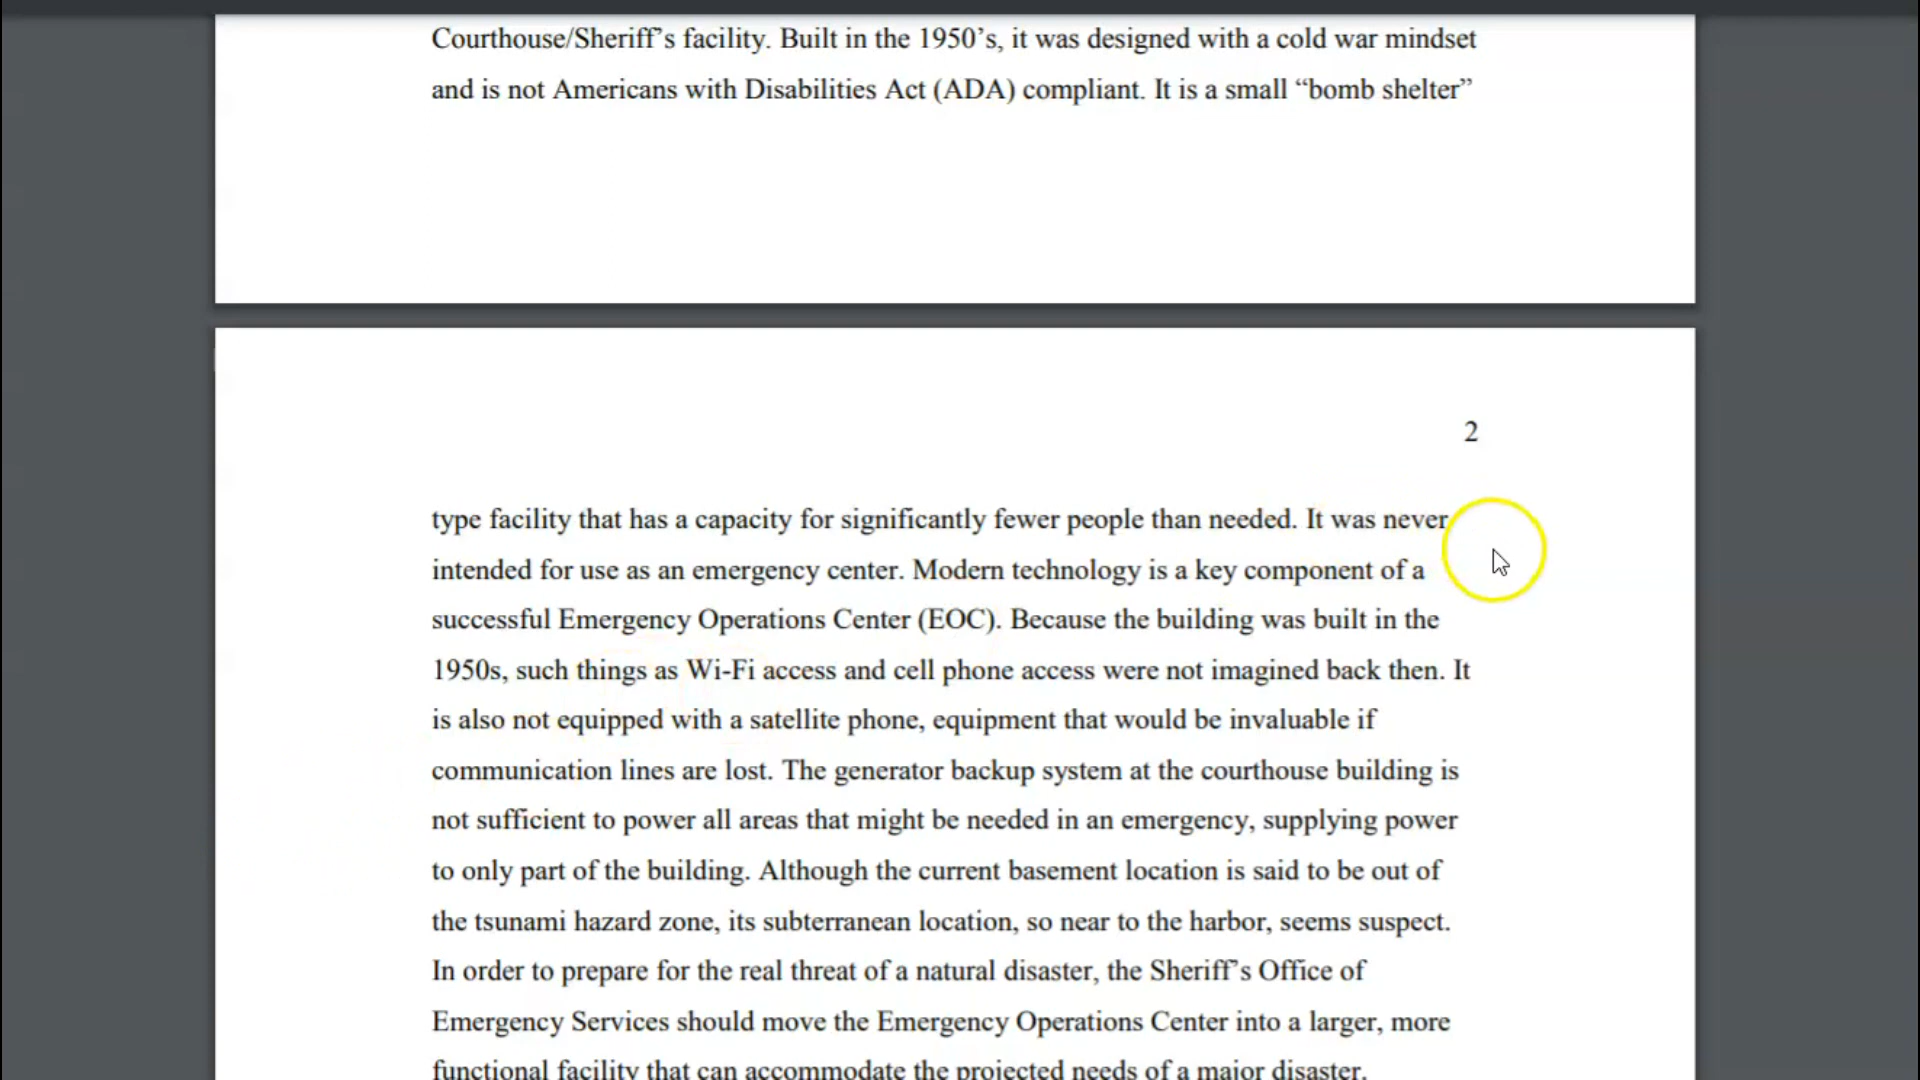 Courthouse/Sheriff’s facility. Built in the 1950’s, it was designed with a cold war mindset
and is not Americans with Disabilities Act (ADA) compliant. It is a small “bomb shelter”
2
type facility that has a capacity for significantly fewer people than needed. It was never
intended for use as an emergency center. Modern technology is a key component of a
successful Emergency Operations Center (EOC). Because the building was built in the
1950s, such things as Wi-Fi access and cell phone access were not imagined back then. It
is also not equipped with a satellite phone, equipment that would be invaluable if
communication lines are lost. The generator backup system at the courthouse building is
not sufficient to power all areas that might be needed in an emergency, supplying power
to only part of the building. Although the current basement location is said to be out of
the tsunami hazard zone, its subterranean location, so near to the harbor, seems suspect.
In order to prepare for the real threat of a natural disaster, the Sheriff’s Office of
Emergency Services should move the Emergency Operations Center into a larger, more
functional facility that can accommodate the projected needs of a major disaster.